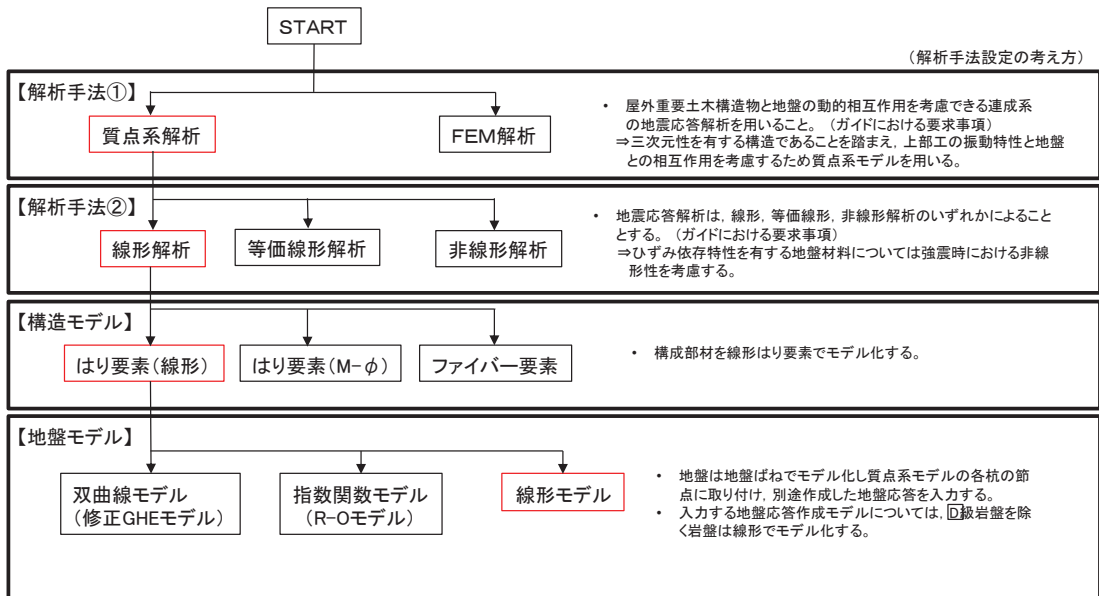 START
(解析手法設定の考え方)
【解析手法①】
質点系解析
FEM解析
・ 屋外重要土木構造物と地盤の動的相互作用を考慮できる連成系
の地震応答解析を用いること。（ガイドにおける要求事項）
⇒三次元性を有する構造であることを踏まえ，上部工の振動特性と地盤
との相互作用を考慮するため質点系モデルを用いる。
【解析手法②】
線形解析
等価線形解析
非線形解析
・ 地震応答解析は，線形，等価線形，非線形解析のいずれかによること
とする。（ガイドにおける要求事項）
⇒ひずみ依存特性を有する地盤材料については強震時における非線
形性を考慮する。
【構造モデル】
はり要素（線形）
はり要素（M-φ）
ファイバー要素
・ 構成部材を線形はり要素でモデル化する。
【地盤モデル】
双曲線モデル
（修正GHEモデル）
指数関数モデル
（R-Oモデル）
線形モデル
・ 地盤は地盤ばねでモデル化し質点系モデルの各杭の節
点に取り付け，別途作成した地盤応答を入力する。
・ 入力する地盤応答作成モデルについては，D級岩盤を除
く岩盤は線形でモデル化する。